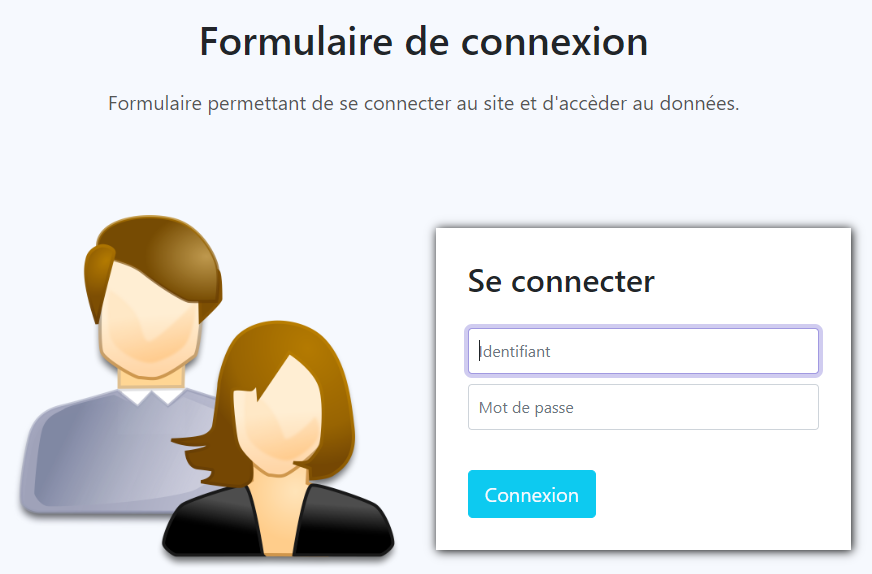 Formulaire de connexion
Formulaire permettant de se connecter au site et d'accèder au données.
Se connecter
Identifiant
Mot de passe
Connexion